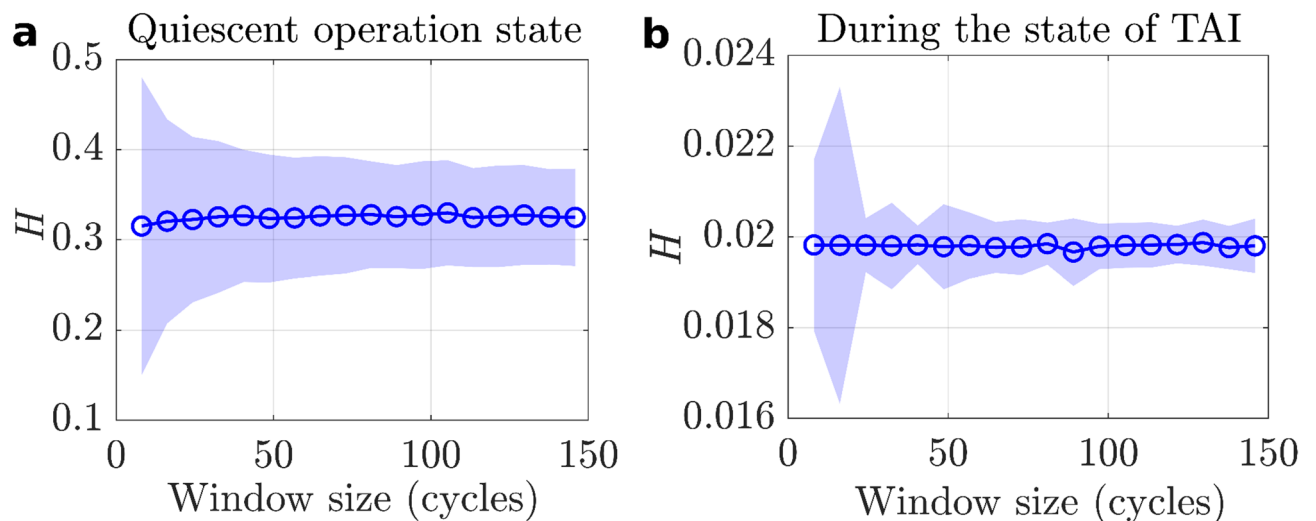 a Quiescent operation state
0.5
0.4
0.3
0.2
0.1
H
0 50 100 150
Window size (cycles)
b During the state of TAI
0.024
0.022
0.02
0.018
0.016
H
0 50 100 150
Window size (cycles)